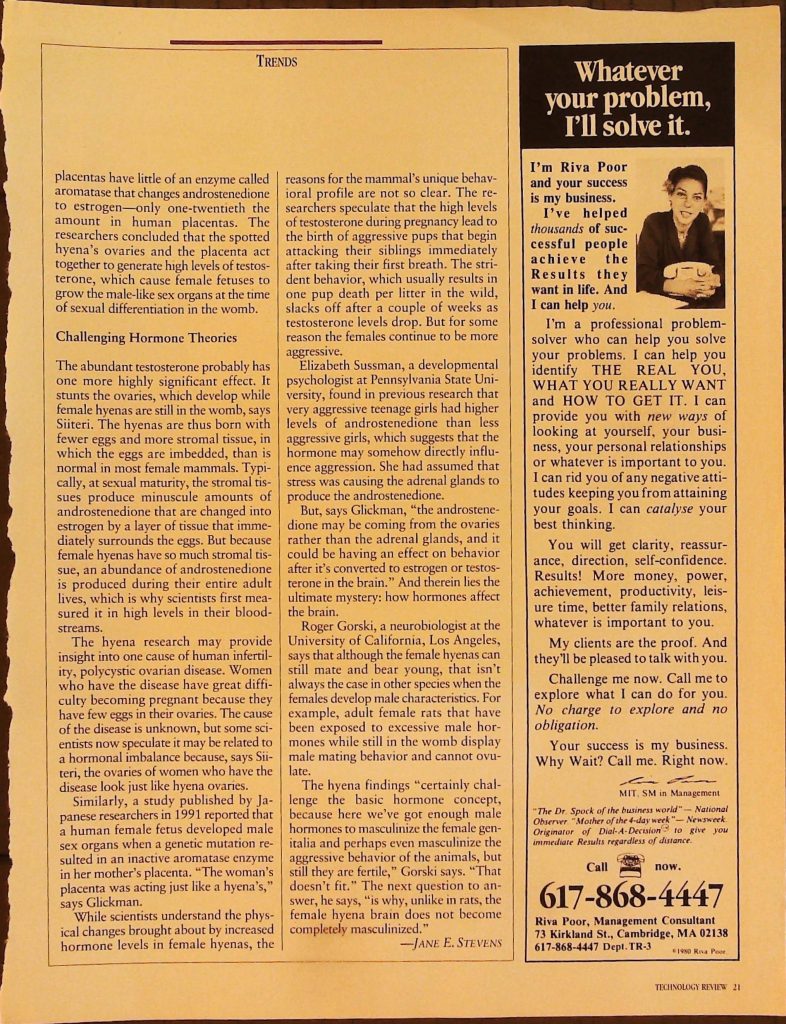 TRENDS
placentas have little of an enzyme called
aromatase that changes androstenedione
to estrogen—only one-twentieth the
amount in human placentas. The
researchers concluded that the spotted
hyena's ovaries and the placenta act
together to generate high levels of testos-
terone, which cause female fetuses to
grow the male-like sex organs at the time
of sexual differentiation in the womb.
Challenging Hormone Theories
The abundant testosterone probably has
one more highly significant effect. It
stunts the ovaries, which develop while
female hyenas are still in the womb, says
Siiteri. The hyenas are thus born with
fewer eggs and more stromal tissue, in
which the eggs are imbedded, than is
normal in most female mammals. Typi-
cally, at sexual maturity, the stromal tis-
sues produce minuscule amounts of
androstenedione that are changed into
estrogen by a layer of tissue that imme-
diately surrounds the eggs. But because
female hyenas have so much stromal tis-
sue, an abundance of androstenedione
is produced during their entire adult
lives, which is why scientists first mea-
sured it in high levels in their blood-
streams.
The hyena research may provide
insight into one cause of human infertil-
ity, polycystic ovarian disease. Women
who have the disease have great diffi-
culty becoming pregnant because they
have few eggs in their ovaries. The cause
of the disease is unknown, but some sci-
entists now speculate it may be related to
a hormonal imbalance because, says Sii-
teri, the ovaries of women who have the
disease look just like hyena ovaries.
Similarly, a study published by Ja-
panese researchers in 1991 reported that
a human female fetus developed male
sex organs when a genetic mutation re-
sulted in an inactive aromatase enzyme
in her mother's placenta. "The woman's
placenta was acting just like a hyena's,"
says Glickman.
While scientists understand the phys-
ical changes brought about by increased
hormone levels in female hyenas, the
reasons for the mammal's unique behav-
ioral profile are not so clear. The re-
searchers speculate that the high levels
of testosterone during pregnancy lead to
the birth of aggressive pups that begin
attacking their siblings immediately
after taking their first breath. The stri-
dent behavior, which usually results in
one pup death per litter in the wild,
slacks off after a couple of weeks as
testosterone levels drop. But for some
reason the females continue to be more
aggressive.
Elizabeth Sussman, a developmental
psychologist at Pennsylvania State Uni-
versity, found in previous research that
very aggressive teenage girls had higher
levels of androstenedione than less
aggressive girls, which suggests that the
hormone may somehow directly influ-
ence aggression. She had assumed that
stress was causing the adrenal glands to
produce the androstenedione.
But, says Glickman, "the androstene-
dione may be coming from the ovaries
rather than the adrenal glands, and it
could be having an effect on behavior
after it's converted to estrogen or testos-
terone in the brain." And therein lies the
ultimate mystery: how hormones affect
the brain.
Roger Gorski, a neurobiologist at the
University of California, Los Angeles,
says that although the female hyenas can
still mate and bear young, that isn't
always the case in other species when the
females develop male characteristics. For
example, adult female rats that have
been exposed to excessive male hor-
mones while still in the womb display
male mating behavior and cannot ovu-
late.
The hyena findings "certainly chal-
lenge the basic hormone concept,
because here we've got enough male
hormones to masculinize the female gen-
italia and perhaps even masculinize the
aggressive behavior of the animals, but
still they are fertile," Gorski says. "That
doesn't fit." The next question to an-
swer, he says, "is why, unlike in rats, the
female hyena brain does not become
completely masculinized."
—JANE E. STEVENS
Whatever
your problem,
I'll solve it.
I'm Riva Poor
and your success
is my business.
I've helped
thousands of suc-
cessful people
achieve the
Results they
want in life. And
I can help you.
I'm a professional problem-
solver who can help you solve
your problems. I can help you
identify THE REAL YOU,
WHAT YOU REALLY WANT
and HOW TO GET IT. I can
provide you with new ways of
looking at yourself, your busi-
ness, your personal relationships
or whatever is important to you.
I can rid you of any negative atti-
tudes keeping you from attaining
your goals. I can catalyse your
best thinking.
You will get clarity, reassur-
ance, direction, self-confidence.
Results! More money, power,
achievement, productivity, leis-
ure time, better family relations,
whatever is important to you.
My clients are the proof. And
they'll be pleased to talk with you.
Challenge me now. Call me to
explore what I can do for you.
No charge to explore and no
obligation.
Your success is my business.
Why Wait? Call me. Right now.
MIT, SM in Management
"The Dr. Spock of the business world"— National
Observer "Mother of the 4-day week"— Newsweek.
Originator of Dial-A-Decision to give you
immediate Results regardless of distance.
Call now.
617-868-4447
Riva Poor, Management Consultant
73 Kirkland St., Cambridge, MA 02138
617-868-4447 Dept. TR-3
©1980 Riva Poor
TECHNOLOGY REVIEW 21